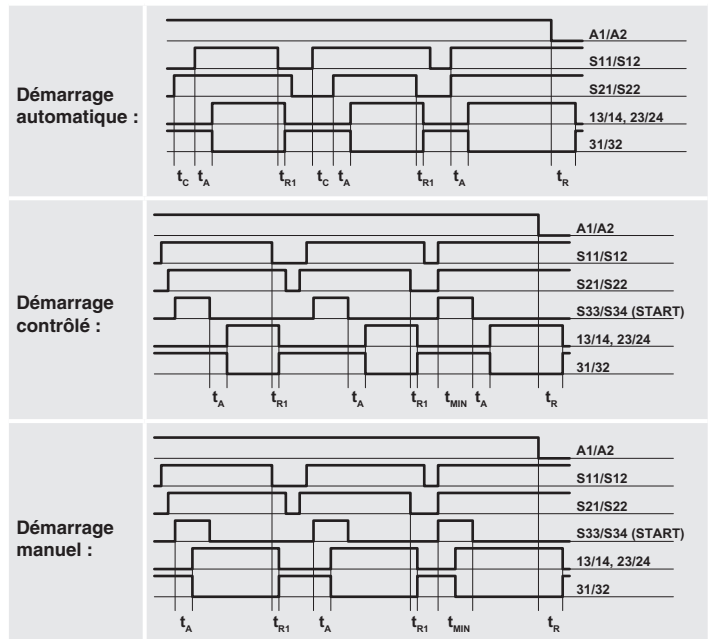 Démarrage
automatique :
A1/A2
S11/S12
S21/S22
13/14, 23/24
31/32
tC tA tR1 tC tA tR1 tA tR
Démarrage
contrôlé :
A1/A2
S11/S12
S21/S22
S33/S34 (START)
13/14, 23/24
31/32
tA tR1 tA tR1 tMIN tA tR
Démarrage
manuel :
A1/A2
S11/S12
S21/S22
S33/S34 (START)
13/14, 23/24
31/32
tA tR1 tA tR1 tMIN tR